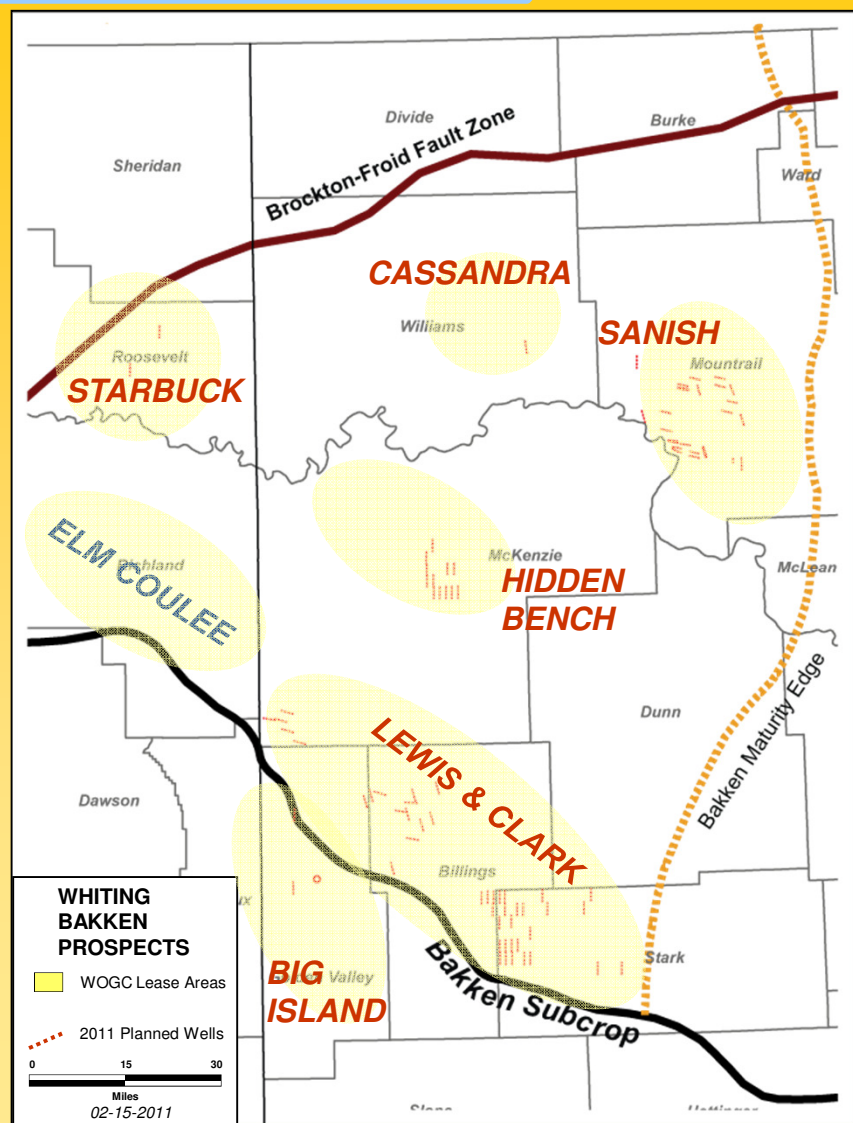 Divide
Burke
Sheridan
Ward
Brockton-Froid Fault Zone
CASSANDRA
Williams
SANISH
Mountrail
Roosevelt
STARBUCK
ELM COULEE
Richland
McKenzie
HIDDEN
BENCH
McLean
Dunn
Bakken Maturity Edge
LEWIS & CLARK
Dawson
Billings
Stark
BIG
ISLAND
Valley
Bakken Subcrop
WHITING
BAKKEN
PROSPECTS
WOGC Lease Areas
2011 Planned Wells
0 15 30
Miles
02-15-2011